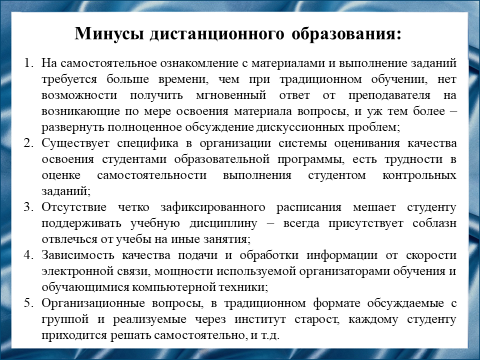 Минусы дистанционного образования:
1. На самостоятельное ознакомление с материалами и выполнение заданий
требуется больше времени, чем при традиционном обучении, нет
возможности получить мгновенный ответ от преподавателя на
возникающие по мере освоения материала вопросы, и уж тем более –
развернуть полноценное обсуждение дискуссионных проблем;
2. Существует специфика в организации системы оценивания качества
освоения студентами образовательной программы, есть трудности в
оценке самостоятельности выполнения студентом контрольных
заданий;
3. Отсутствие четко зафиксированного расписания мешает студенту
поддерживать учебную дисциплину – всегда присутствует соблазн
отвлечься от учебы на иные занятия;
4. Зависимость качества подачи и обработки информации от скорости
электронной связи, мощности используемой организаторами обучения и
обучающимися компьютерной техники;
5. Организационные вопросы, в традиционном формате обсуждаемые с
группой и реализуемые через институт старост, каждому студенту
приходится решать самостоятельно, и т.д.